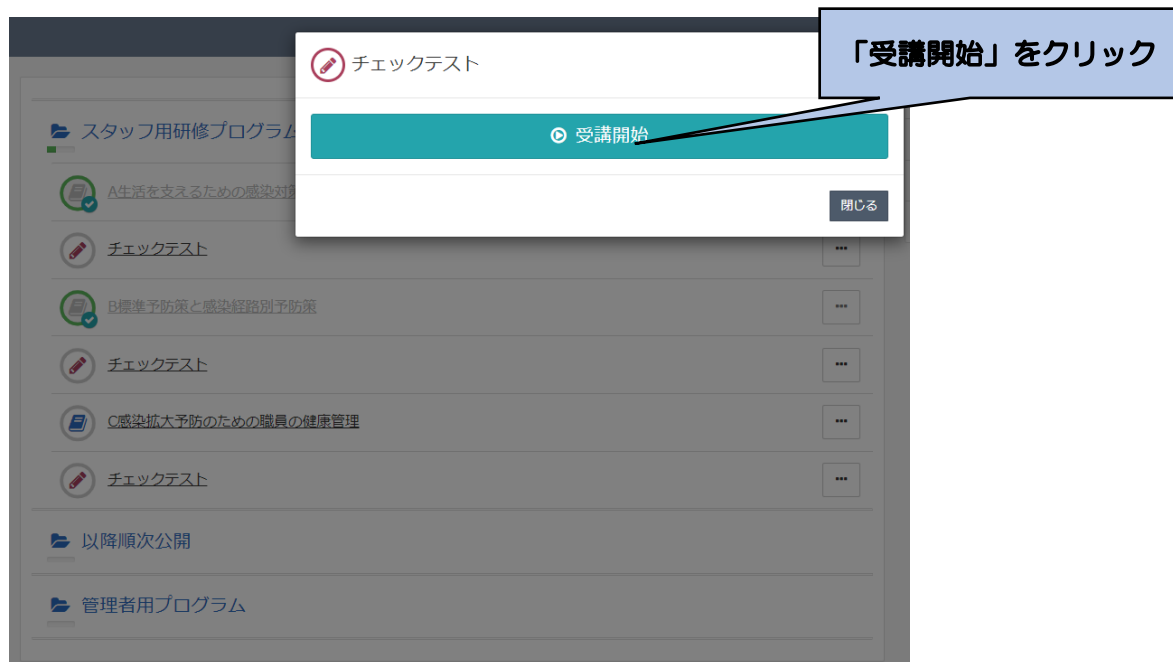 「受講開始」をクリック
チェックテスト
受講開始
閉じる
スタッフ用研修プログラム
A生活を支えるための感染対策
チェックテスト
B標準予防策と感染経路別予防策
チェックテスト
C感染拡大予防のための職員の健康管理
チェックテスト
以降順次公開
管理者用プログラム